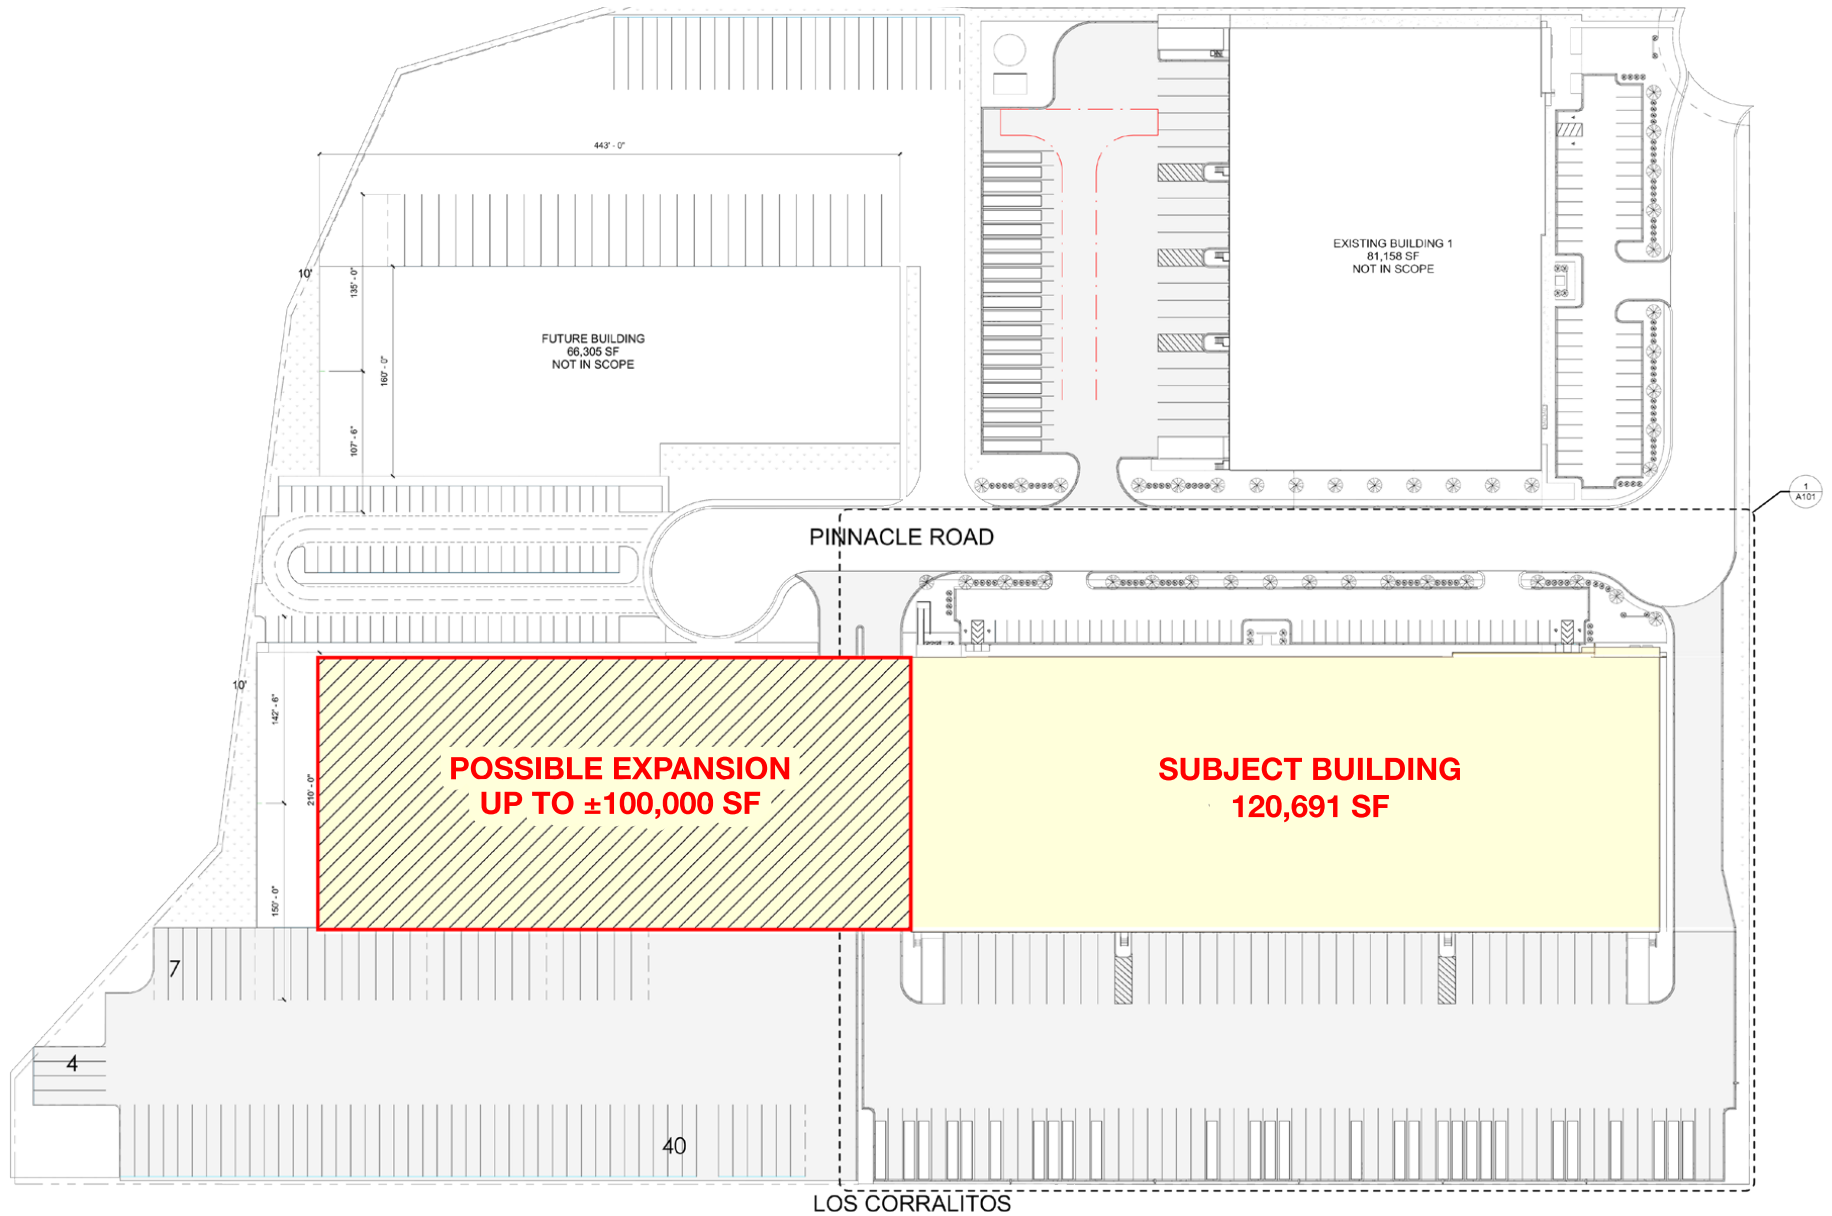 443' - 0"
10'
135' - 0"
160' - 0"
107' - 6"
FUTURE BUILDING
66,305 SF
NOT IN SCOPE
EXISTING BUILDING 1
81,158 SF
NOT IN SCOPE
1
A101
PINNACLE ROAD
10'
142' - 6"
210' - 0"
150' - 0"
POSSIBLE EXPANSION
UP TO ±100,000 SF
SUBJECT BUILDING
120,691 SF
7
4
40
LOS CORRALITOS